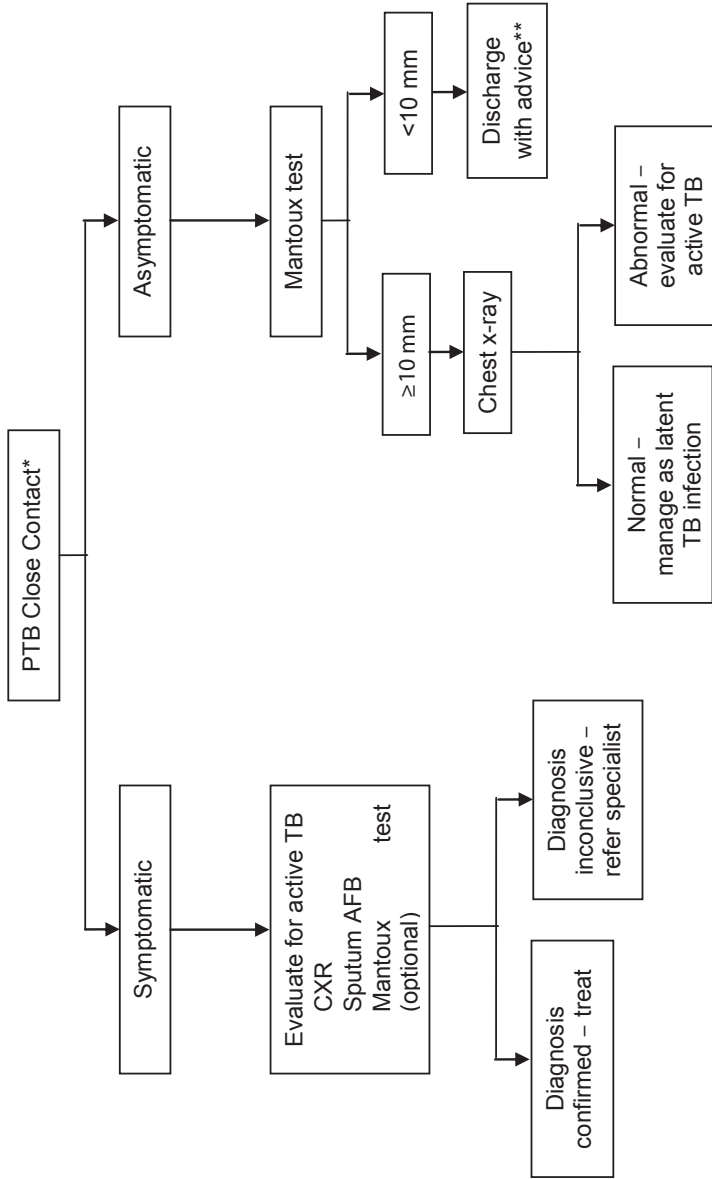 PTB Close Contact*
Symptomatic
Asymptomatic
Evaluate for active TB
CXR
Sputum AFB
Mantoux test
(optional)
Mantoux test
≥10 mm
<10 mm
Chest x-ray
Discharge
with advice**
Diagnosis
confirmed – treat
Diagnosis
inconclusive –
refer specialist
Normal –
manage as latent
TB infection
Abnormal –
evaluate for
active TB